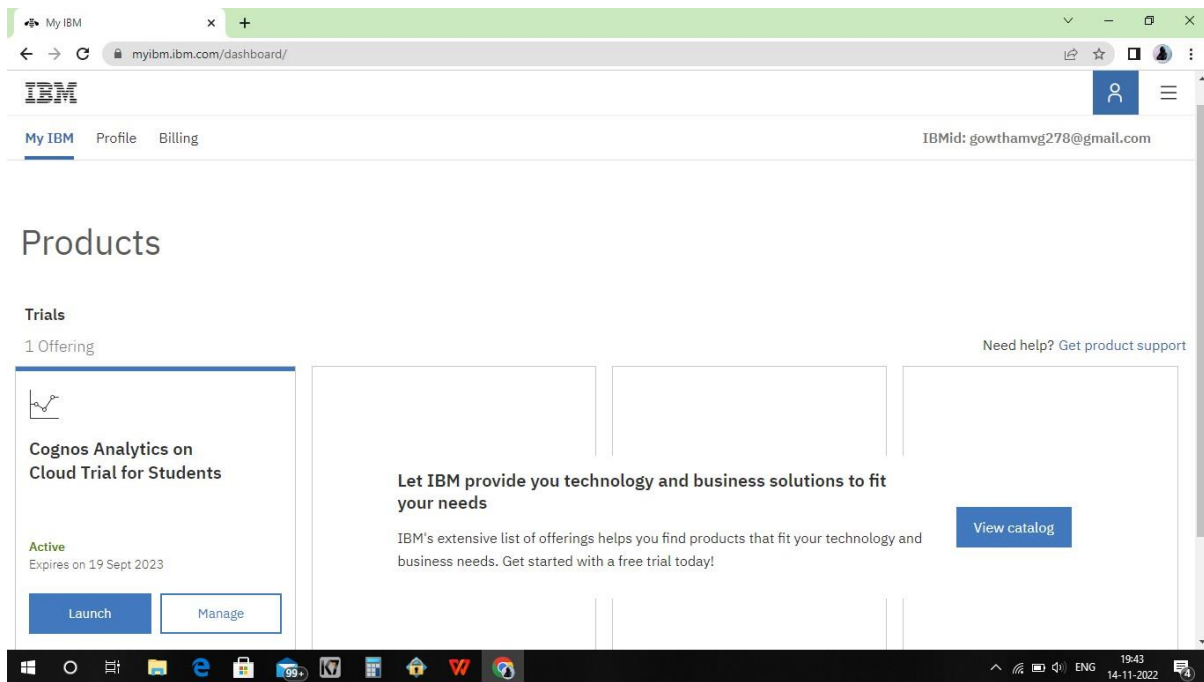 My IBM
myibm.ibm.com/dashboard/
IBM
My IBM Profile Billing IBMid: gowthamvg278@gmail.com
Products
Trials
1 Offering
Need help? Get product support
Cognos Analytics on
Cloud Trial for Students
Active
Expires on 19 Sept 2023
Launch Manage
Let IBM provide you technology and business solutions to fit
your needs
IBM's extensive list of offerings helps you find products that fit your technology and
business needs. Get started with a free trial today!
View catalog
99+ K7 ENG 19:43
14-11-2022 4